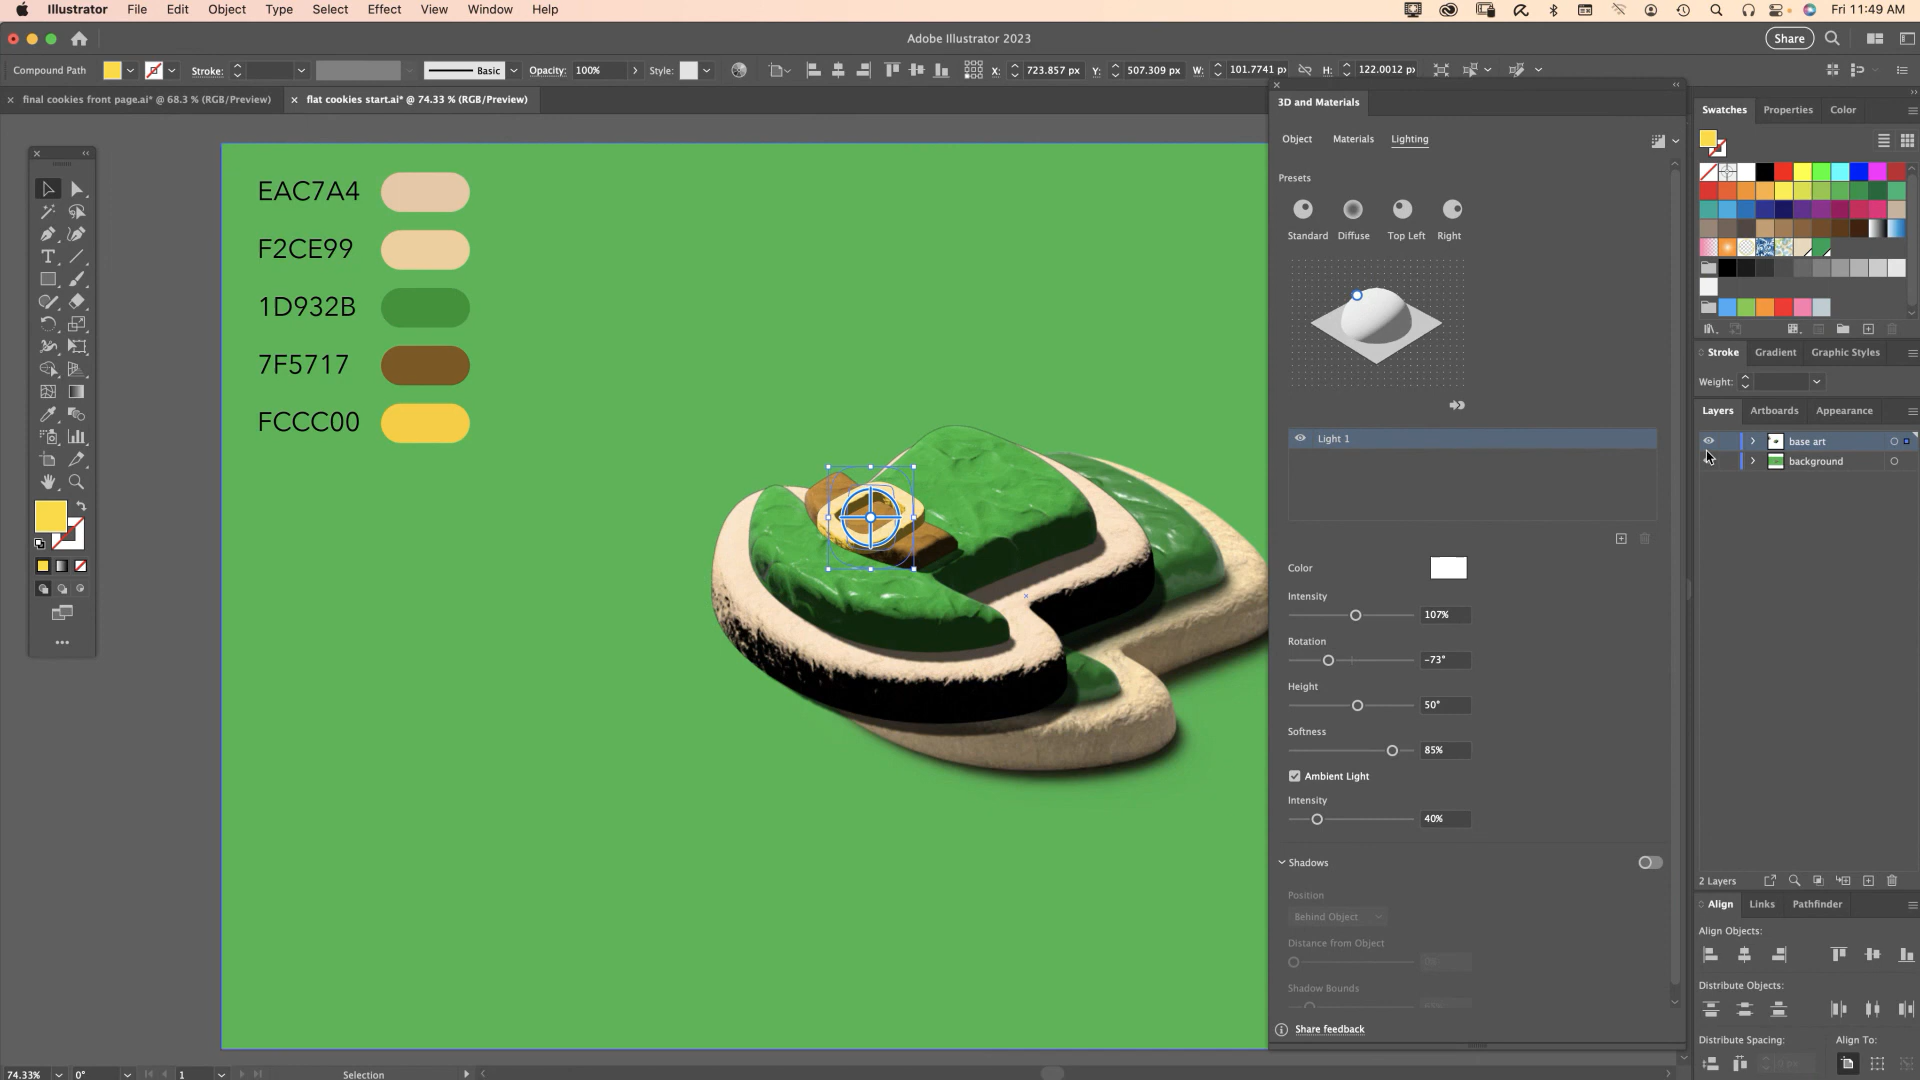 Illustrator File Edit Object Type Select Effect View Window Help
Fri 11:49 AM
Adobe Illustrator 2023
Share
Compound Path Stroke: Basic Opacity: 100% Style: X: 723.857 px Y: 507.309 px W: 101.7741 p H: 122.0012 p
final cookies front page.ai* @ 68.3 % (RGB/Preview)
flat cookies start.ai* @ 74.33 % (RGB/Preview)
EAC7A4
F2CE99
1D932B
7F5717
FCCC00
3D and Materials
Object Materials Lighting
Presets
Standard Diffuse Top Left Right
Light 1
Color
Intensity
107%
Rotation
-73°
Height
50°
Softness
85%
Ambient Light
Intensity
40%
Shadows
Position
Behind Object
Distance from Object
Shadow Bounds
Share feedback
Swatches Properties Color
Stroke Gradient Graphic Styles
Weight:
Layers Artboards Appearance
base art
background
2 Layers
Align Links Pathfinder
Align Objects:
Distribute Objects:
Distribute Spacing: Align To:
74.33% 0° 1 Selection